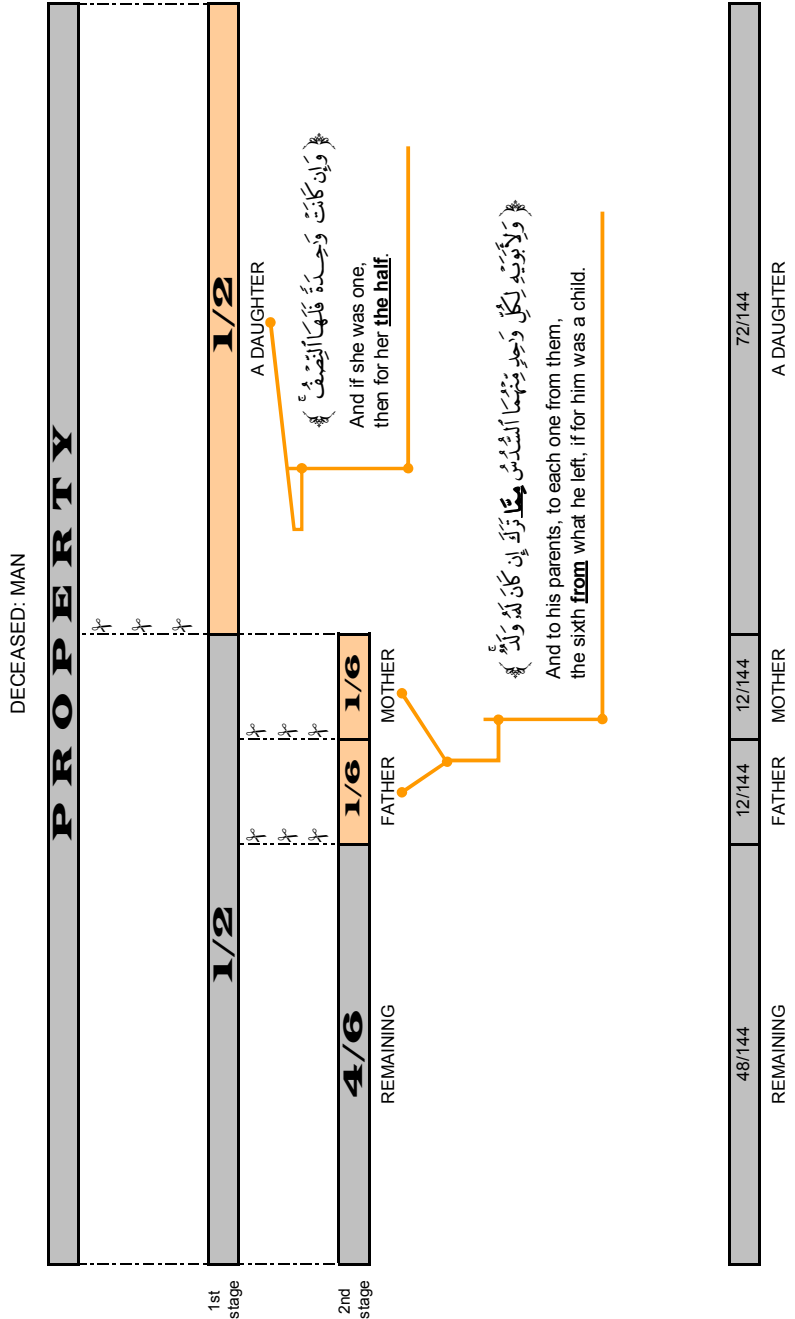 DECEASED: MAN
PROPERTY
1st
stage
1/2
1/2
A DAUGHTER
﴿ وَإِن كَانَتْ وَٰحِدَةً فَلَهَا ٱلنِّصْفُ ۚ ﴾
And if she was one,
then for her the half.
2nd
stage
4/6
1/6
1/6
REMAINING
FATHER
MOTHER
﴿ وَلِأَبَوَيْهِ لِكُلِّ وَٰحِدٍ مِّنْهُمَا ٱلسُّدُسُ مِمَّا تَرَكَ إِن كَانَ لَهُۥ وَلَدٌ ۚ ﴾
And to his parents, to each one from them,
the sixth from what he left, if for him was a child.
48/144
12/144
12/144
72/144
REMAINING
FATHER
MOTHER
A DAUGHTER